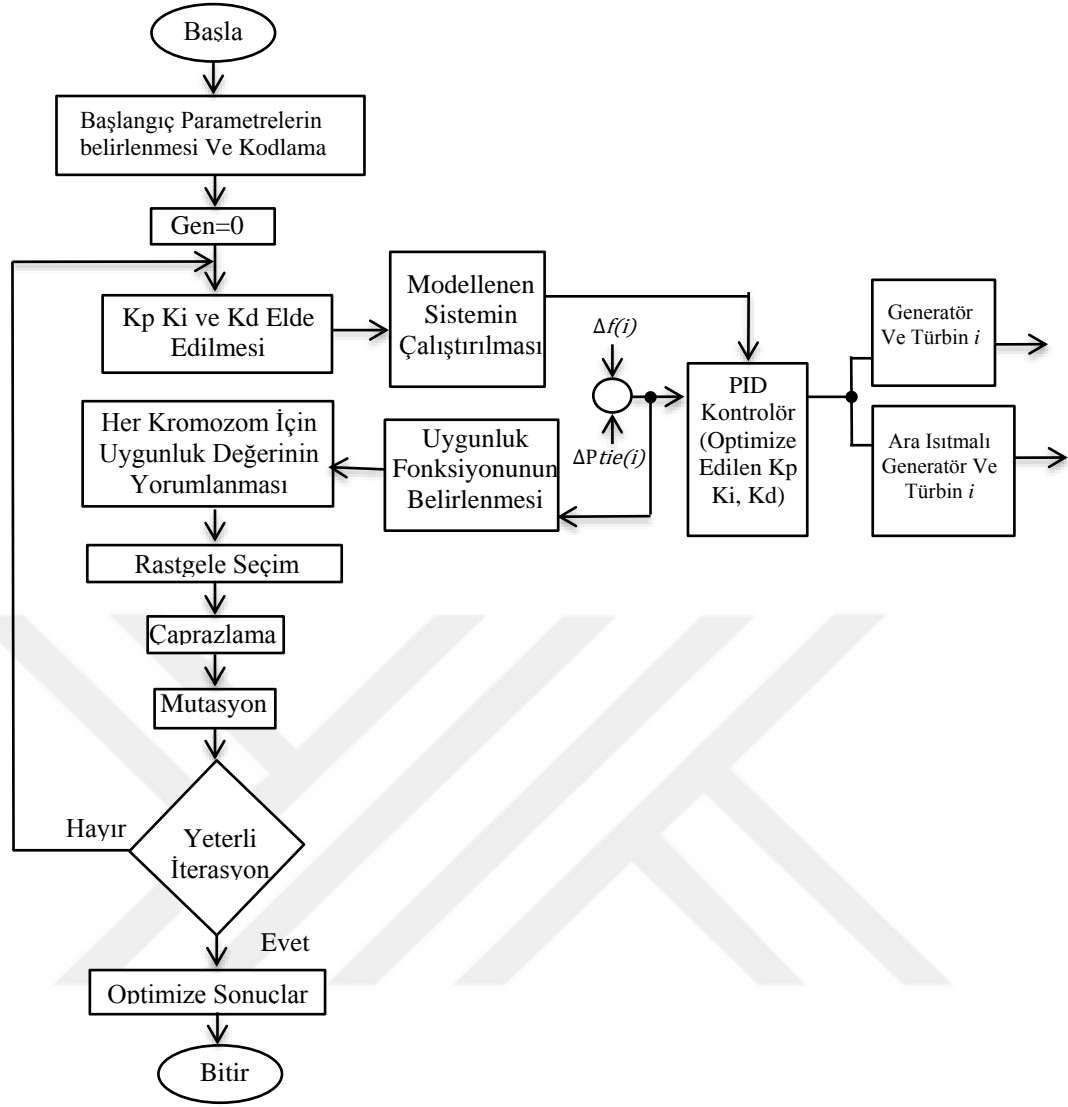 Başla
Başlangıç Parametrelerin
belirlenmesi Ve Kodlama
Gen=0
Kp Ki ve Kd Elde
Edilmesi
Modellenen
Sistemin
Çalıştırılması
Δf(i)
ΔPtie(i)
PID
Kontrolör
(Optimize
Edilen Kp
Ki, Kd)
Generatör
Ve Türbin i
Ara Isıtmalı
Generatör Ve
Türbin i
Uygunluk
Fonksiyonunun
Belirlenmesi
Her Kromozom İçin
Uygunluk Değerinin
Yorumlanması
Rastgele Seçim
Çaprazlama
Mutasyon
Hayır
Yeterli
İterasyon
Evet
Optimize Sonuçlar
Bitir